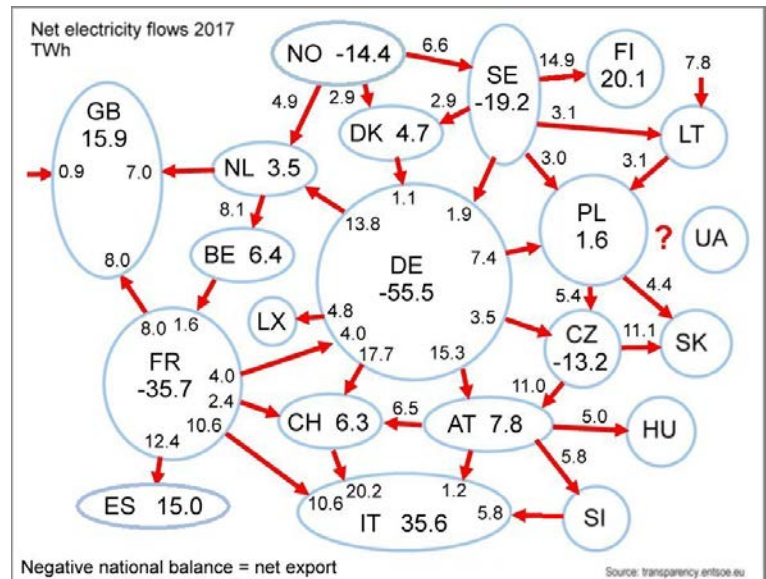 Net electricity flows 2017
TWh
NO -14.4
6.6
SE
-19.2
14.9
FI
20.1
7.8
GB
15.9
4.9
2.9
2.9
DK 4.7
3.1
LT
0.9
7.0
NL 3.5
3.0
3.1
8.1
1.1
13.8
1.9
PL
1.6
?
UA
BE 6.4
DE
-55.5
7.4
8.0
8.0
1.6
LX
4.8
5.4
4.4
3.5
CZ
-13.2
11.1
SK
FR
-35.7
4.0
4.0
17.7
15.3
2.4
11.0
10.6
CH 6.3
6.5
AT 7.8
5.0
HU
12.4
5.8
ES 15.0
10.6
20.2
1.2
IT 35.6
5.8
SI
Negative national balance = net export
Source: transparency.entsoe.eu